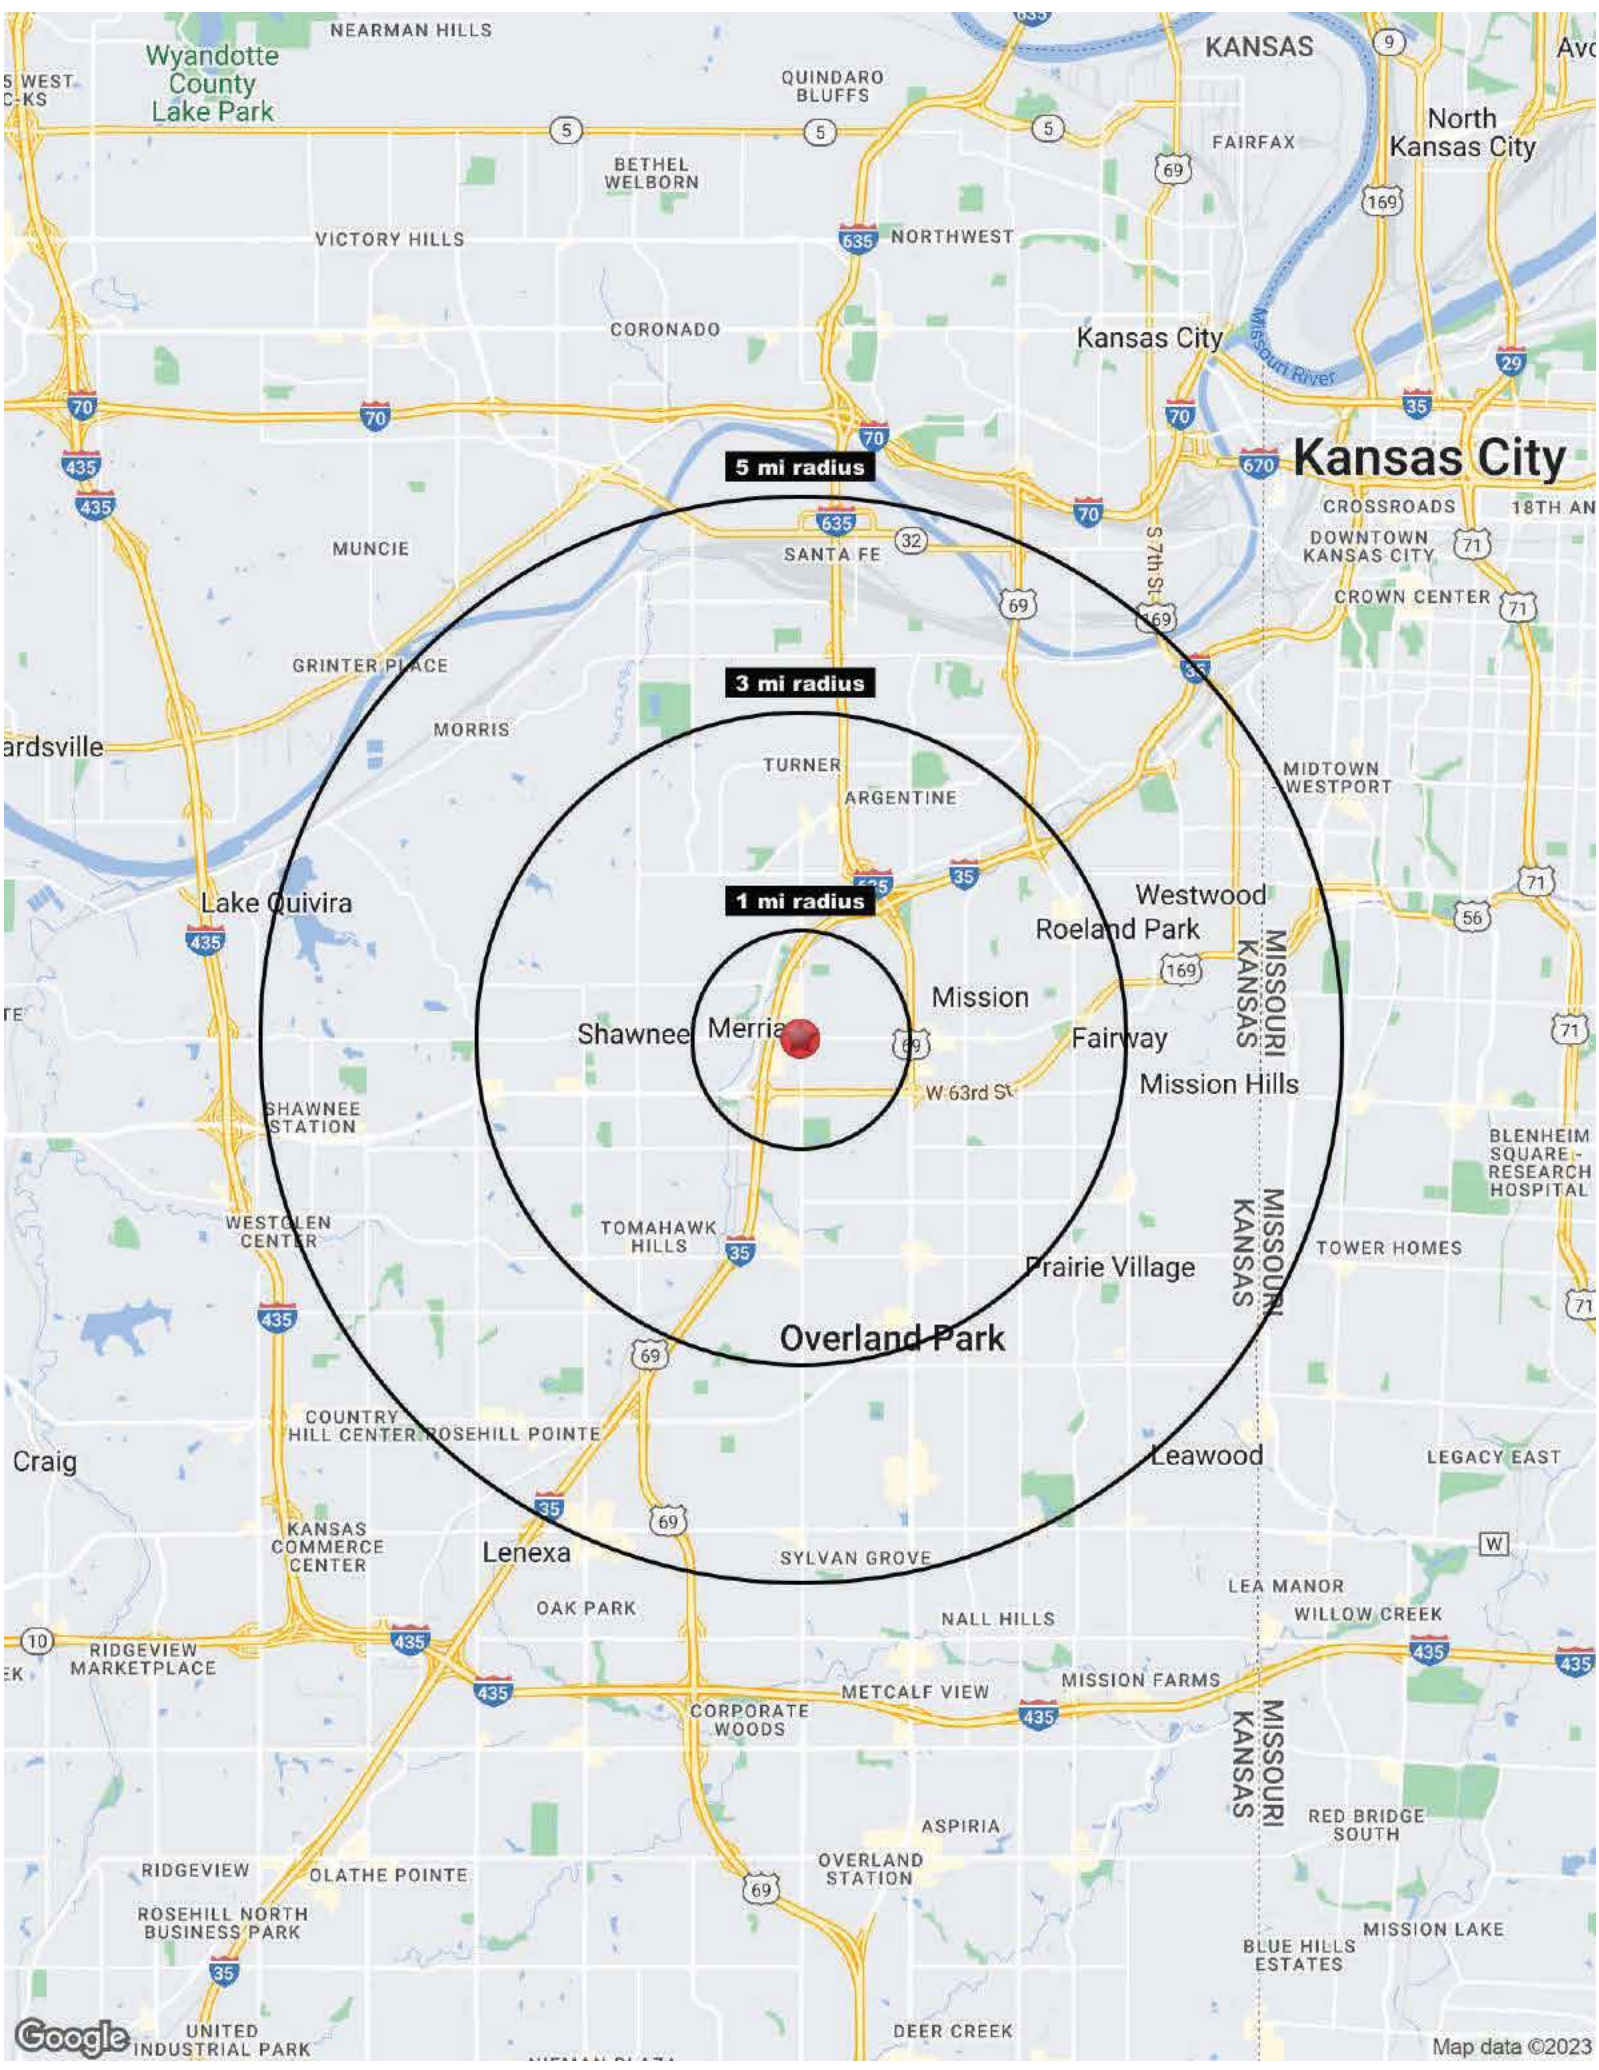 635
NEARMAN HILLS
KANSAS
9
Wyandotte
County
Lake Park
QUINDARO
BLUFFS
5
5
5
North
Kansas City
FAIRFAX
BETHEL
WELBORN
69
169
VICTORY HILLS
635
NORTHWEST
CORONADO
Kansas City
Missouri River
29
70
70
70
70
35
435
5 mi radius
670
Kansas City
435
635
70
CROSSROADS
18TH AN
MUNCIE
SANTA FE
32
S 7th St
DOWNTOWN
KANSAS CITY
71
CROWN CENTER
69
169
71
GRINTER PLACE
35
3 mi radius
MORRIS
ardsville
TURNER
MIDTOWN
WESTPORT
ARGENTINE
635
35
71
1 mi radius
Westwood
Lake Quivira
56
435
Roeland Park
MISSOURI
KANSAS
169
Mission
Shawnee
Merria
69
Fairway
71
W 63rd St
Mission Hills
SHAWNEE
STATION
BLENHEIM
SQUARE -
RESEARCH
HOSPITAL
MISSOURI
KANSAS
WESTGLEN
CENTER
TOMAHAWK
HILLS
35
TOWER HOMES
Prairie Village
435
71
Overland Park
69
COUNTRY
HILL CENTER
ROSEHILL POINTE
Craig
Leawood
LEGACY EAST
35
69
KANSAS
COMMERCE
CENTER
Lenexa
SYLVAN GROVE
W
LEA MANOR
OAK PARK
NALL HILLS
WILLOW CREEK
10
RIDGEVIEW
MARKETPLACE
435
435
435
435
METCALF VIEW
MISSION FARMS
435
CORPORATE
WOODS
MISSOURI
KANSAS
ASPIRIA
RED BRIDGE
SOUTH
RIDGEVIEW
OLATHE POINTE
OVERLAND
STATION
69
ROSEHILL NORTH
BUSINESS PARK
MISSION LAKE
BLUE HILLS
ESTATES
35
Google
UNITED
INDUSTRIAL PARK
DEER CREEK
Map data ©2023